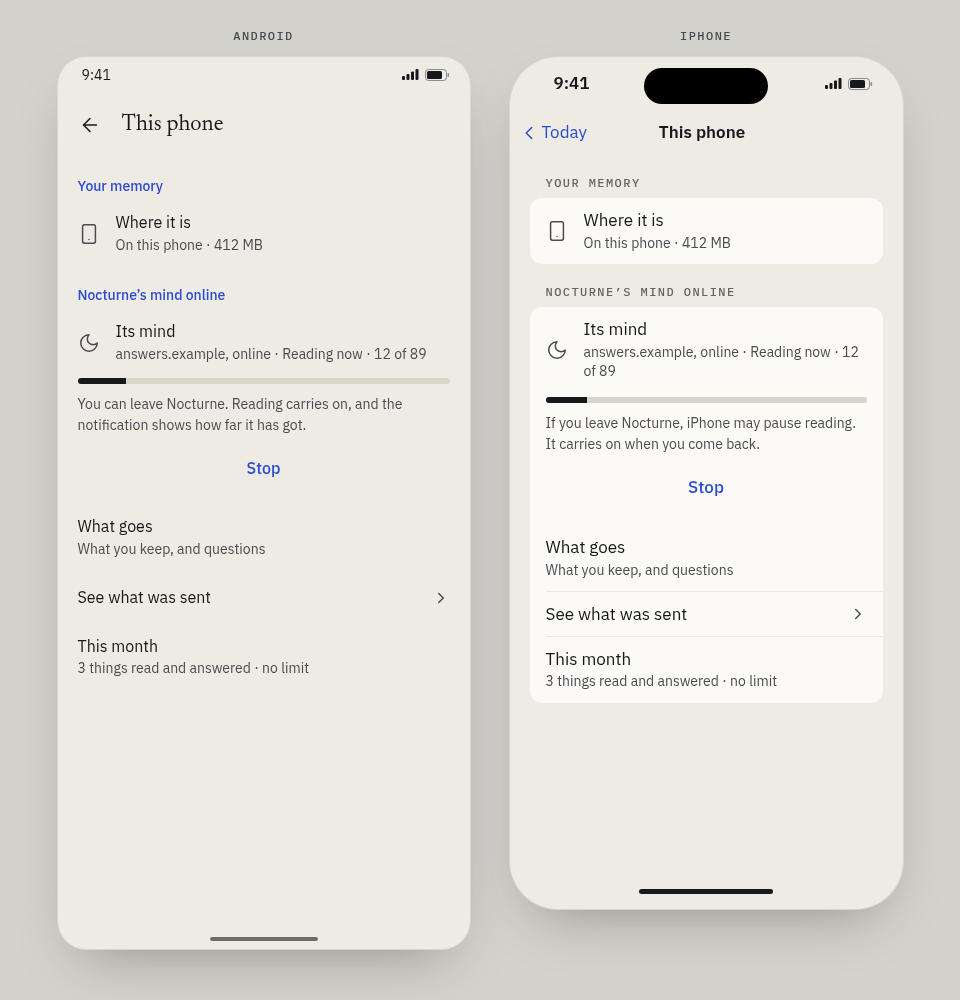 ANDROID
9:41
This phone
Your memory
Where it is
On this phone · 412 MB
Nocturne’s mind online
Its mind
answers.example, online · Reading now · 12 of 89
You can leave Nocturne. Reading carries on, and the
notification shows how far it has got.
Stop
What goes
What you keep, and questions
See what was sent
This month
3 things read and answered · no limit
IPHONE
9:41
Today
This phone
YOUR MEMORY
Where it is
On this phone · 412 MB
NOCTURNE’S MIND ONLINE
Its mind
answers.example, online · Reading now · 12
of 89
If you leave Nocturne, iPhone may pause reading.
It carries on when you come back.
Stop
What goes
What you keep, and questions
See what was sent
This month
3 things read and answered · no limit